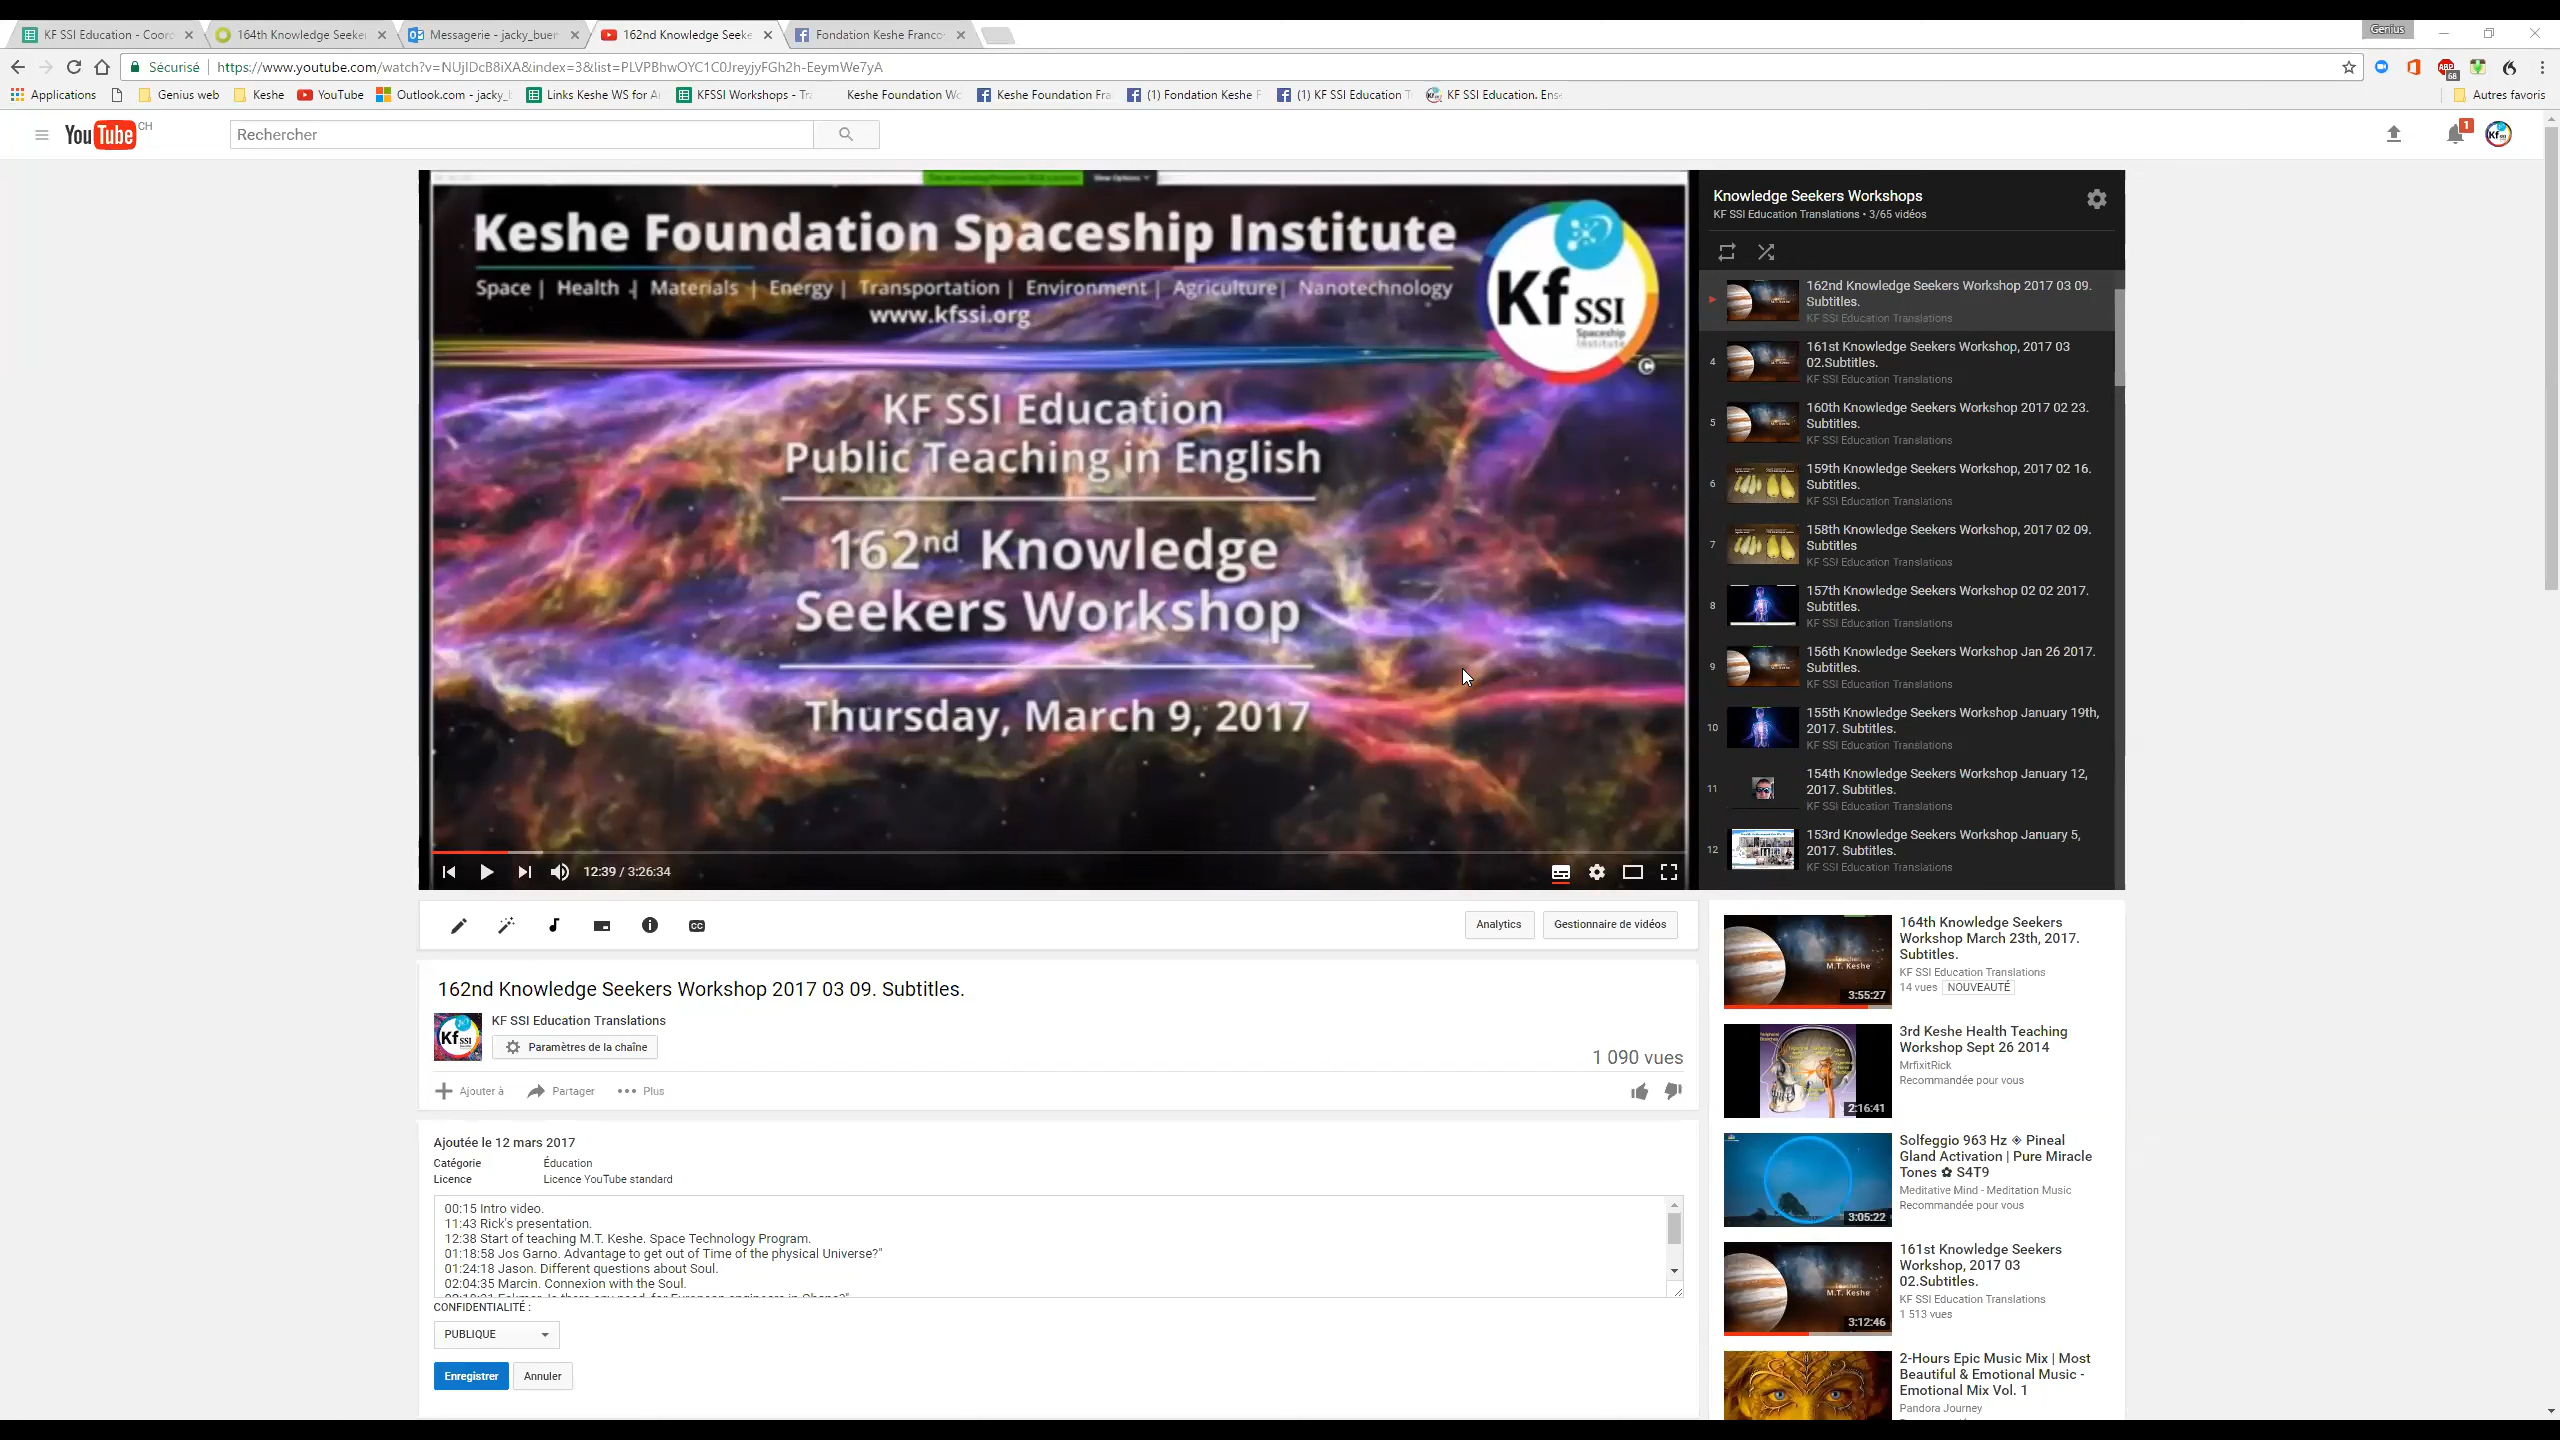 Genius
KF SSI Education - Coord
164th Knowledge Seeker
Messagerie - jacky_buen
162nd Knowledge Seeke
Fondation Keshe Franco
Sécurisé
https://www.youtube.com/watch?v=NUjIDcB8iXA&index=3&list=PLVPBhwOYC1C0JreyjyFGh2h-EeymWe7yA
ABP
68
Applications
Genius web
Keshe
YouTube
Outlook.com - jacky_
Links Keshe WS for A
KFSSI Workshops - Tr
Keshe Foundation Wo
Keshe Foundation Fra
(1) Fondation Keshe F
(1) KF SSI Education T
KF SSI Education. Ens
Autres favoris
YouTube CH
Rechercher
1
Keshe Foundation Spaceship Institute
Space | Health | Materials | Energy | Transportation | Environment | Agriculture | Nanotechnology
www.kfssi.org
Kf SSI
Spaceship
Institute
©
KF SSI Education
Public Teaching in English
162nd Knowledge
Seekers Workshop
Thursday, March 9, 2017
12:39 / 3:26:34
Knowledge Seekers Workshops
KF SSI Education Translations • 3/65 vidéos
162nd Knowledge Seekers Workshop 2017 03 09.
Subtitles.
KF SSI Education Translations
4
161st Knowledge Seekers Workshop, 2017 03
02.Subtitles.
KF SSI Education Translations
5
160th Knowledge Seekers Workshop 2017 02 23.
Subtitles.
KF SSI Education Translations
6
159th Knowledge Seekers Workshop, 2017 02 16.
Subtitles.
KF SSI Education Translations
7
158th Knowledge Seekers Workshop, 2017 02 09.
Subtitles
KF SSI Education Translations
8
157th Knowledge Seekers Workshop 02 02 2017.
Subtitles.
KF SSI Education Translations
9
156th Knowledge Seekers Workshop Jan 26 2017.
Subtitles.
KF SSI Education Translations
10
155th Knowledge Seekers Workshop January 19th,
2017. Subtitles.
KF SSI Education Translations
11
154th Knowledge Seekers Workshop January 12,
2017. Subtitles.
KF SSI Education Translations
12
153rd Knowledge Seekers Workshop January 5,
2017. Subtitles.
KF SSI Education Translations
Analytics
Gestionnaire de vidéos
162nd Knowledge Seekers Workshop 2017 03 09. Subtitles.
KF SSI Education Translations
Paramètres de la chaîne
1 090 vues
Ajouter à
Partager
Plus
Ajoutée le 12 mars 2017
Catégorie Éducation
Licence Licence YouTube standard
00:15 Intro video.
11:43 Rick's presentation.
12:38 Start of teaching M.T. Keshe. Space Technology Program.
01:18:58 Jos Garno. Advantage to get out of Time of the physical Universe?"
01:24:18 Jason. Different questions about Soul.
02:04:35 Marcin. Connexion with the Soul.
CONFIDENTIALITÉ :
PUBLIQUE
Enregistrer
Annuler
Teacher:
M.T. Keshe
3:55:27
164th Knowledge Seekers
Workshop March 23th, 2017.
Subtitles.
KF SSI Education Translations
14 vues NOUVEAUTÉ
2:16:41
3rd Keshe Health Teaching
Workshop Sept 26 2014
MrfixitRick
Recommandée pour vous
3:05:22
Solfeggio 963 Hz ◈ Pineal
Gland Activation | Pure Miracle
Tones ✿ S4T9
Meditative Mind - Meditation Music
Recommandée pour vous
Teacher:
M.T. Keshe
3:12:46
161st Knowledge Seekers
Workshop, 2017 03
02.Subtitles.
KF SSI Education Translations
1 513 vues
2-Hours Epic Music Mix | Most
Beautiful & Emotional Music -
Emotional Mix Vol. 1
Pandora Journey